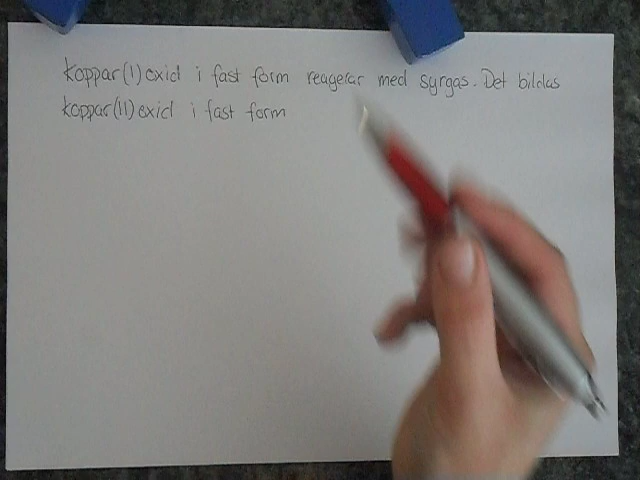 Koppar(I)oxid i fast form reagerar med syrgas. Det bildas
koppar(II)oxid i fast form